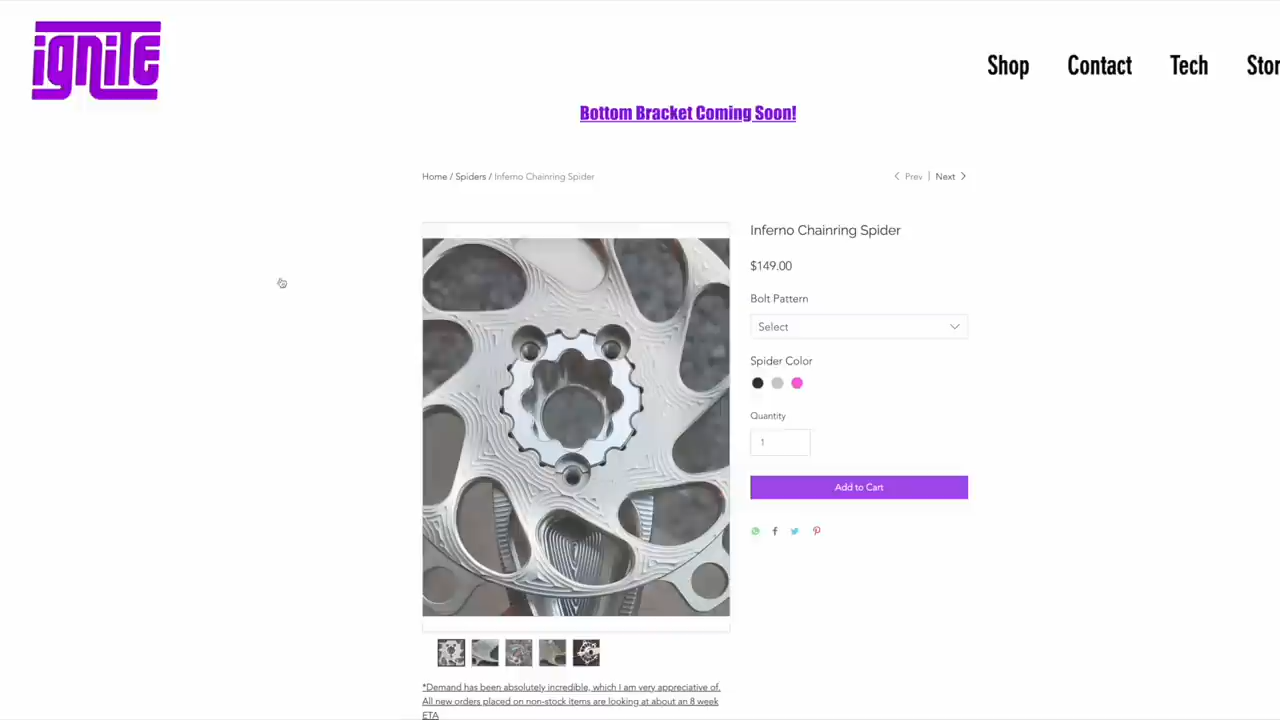 ignite
Shop Contact Tech Stor
Bottom Bracket Coming Soon!
Home / Spiders / Inferno Chainring Spider
Prev | Next
Inferno Chainring Spider
$149.00
Bolt Pattern
Select
Spider Color
Quantity
1
Add to Cart
*Demand has been absolutely incredible, which I am very appreciative of.
All new orders placed on non-stock items are looking at about an 8 week
ETA